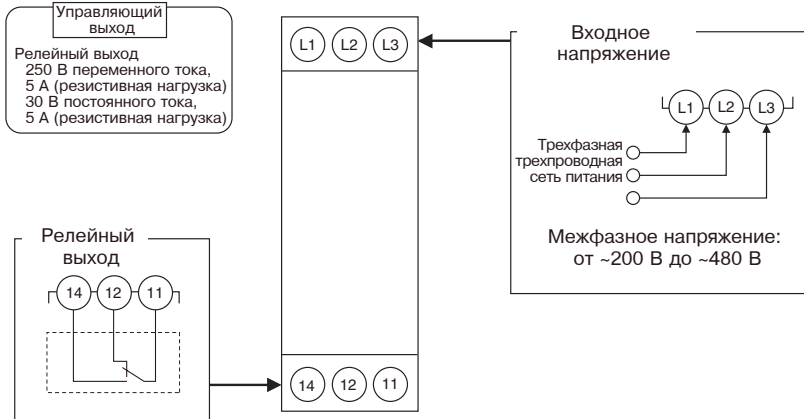 Управляющий
выход
Релейный выход
250 В переменного тока,
5 А (резистивная нагрузка)
30 В постоянного тока,
5 А (резистивная нагрузка)
L1 L2 L3
Входное
напряжение
L1 L2 L3
Трехфазная
трехпроводная
сеть питания
Межфазное напряжение:
от ~200 В до ~480 В
Релейный
выход
14 12 11
14 12 11